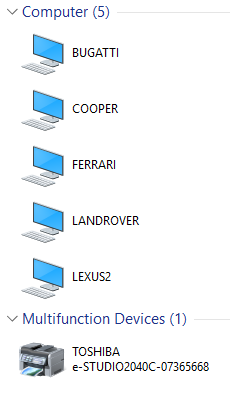 Computer (5)
BUGATTI
COOPER
FERRARI
LANDROVER
LEXUS2
Multifunction Devices (1)
TOSHIBA
e-STUDIO2040C-07365668